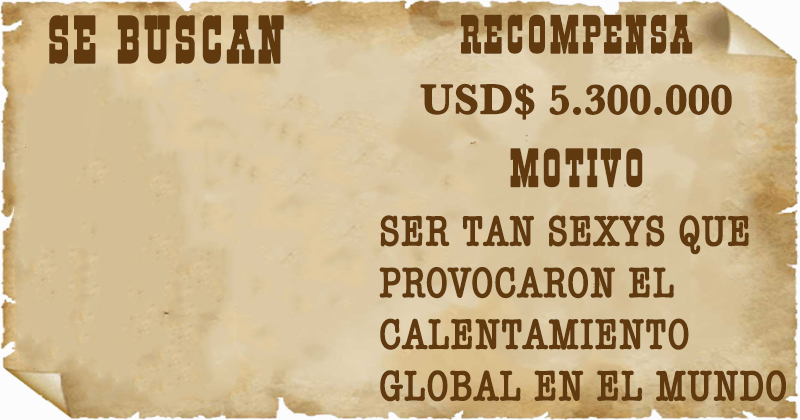 SE BUSCAN
RECOMPENSA
USD$ 5.300.000
MOTIVO
SER TAN SEXYS QUE
PROVOCARON EL
CALENTAMIENTO
GLOBAL EN EL MUNDO